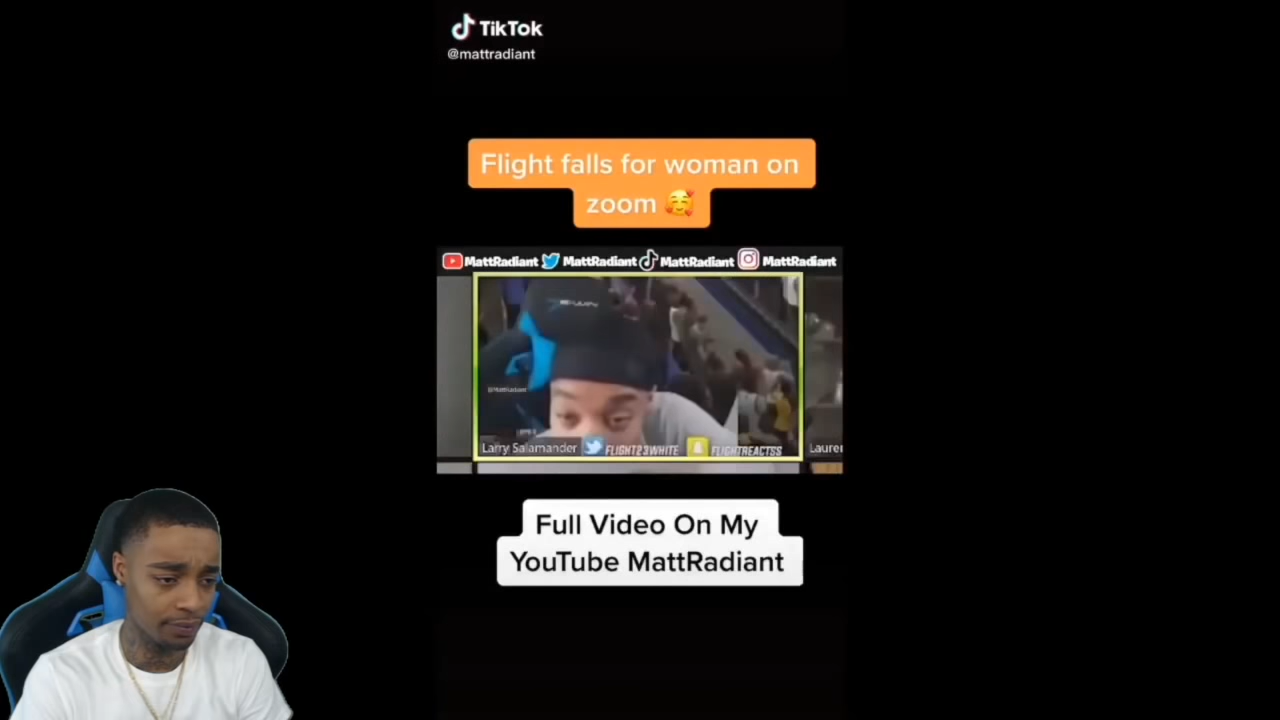 TikTok
@mattradiant
Flight falls for woman on
zoom 🥰
MattRadiant MattRadiant MattRadiant MattRadiant
@MattRadiant
Larry Salamander FLIGHT23WHITE FLIGHTREACTSS Lauren
Full Video On My
YouTube MattRadiant